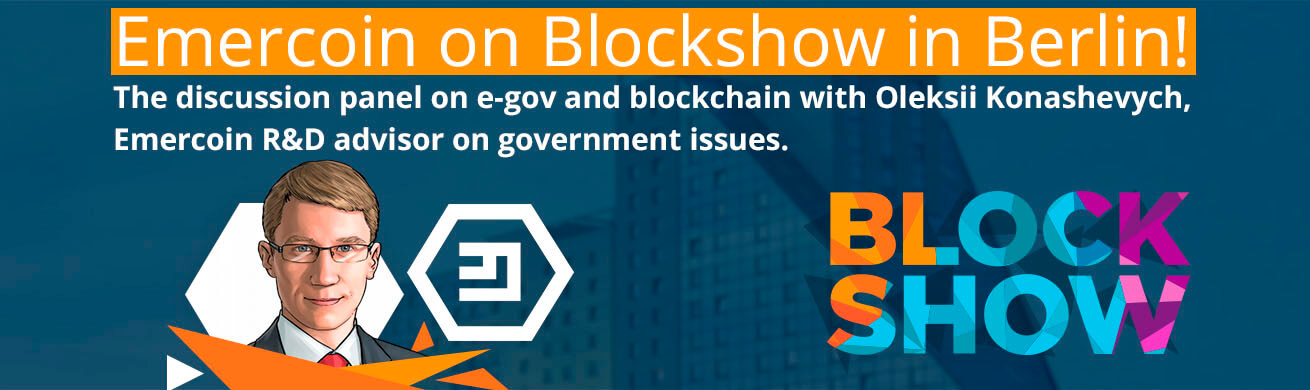 Emercoin on Blockshow in Berlin!
The discussion panel on e-gov and blockchain with Oleksii Konashevych,
Emercoin R&D advisor on government issues.
BLOCK
SHOW